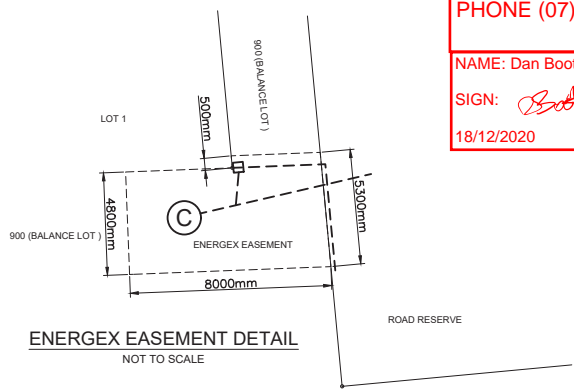 PHONE (07)
NAME: Dan Boot
SIGN:
18/12/2020
900 (BALANCE LOT )
500mm
LOT 1
5300mm
4800mm
C
900 (BALANCE LOT )
ENERGEX EASEMENT
8000mm
ROAD RESERVE
ENERGEX EASEMENT DETAIL
NOT TO SCALE